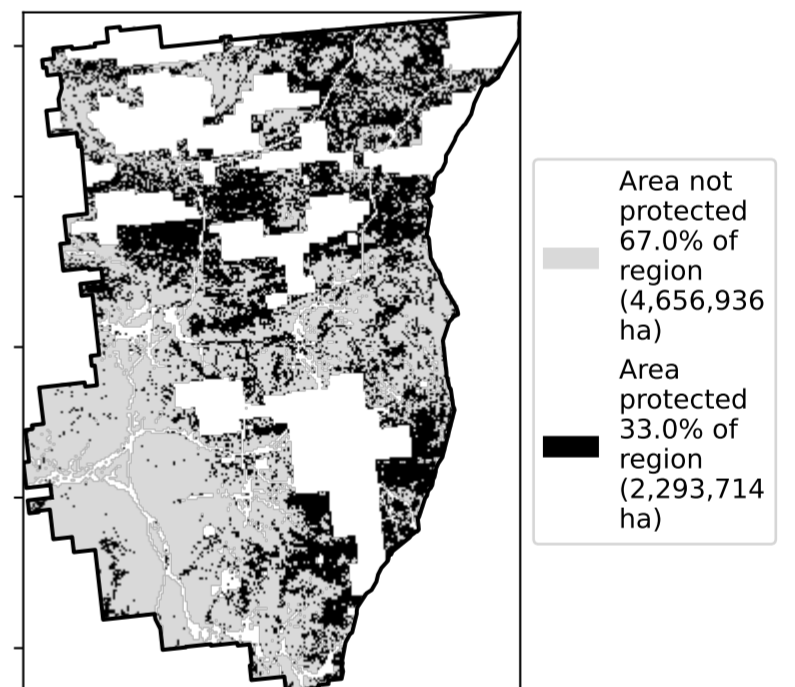 Area not
protected
67.0% of
region
(4,656,936
ha)
Area
protected
33.0% of
region
(2,293,714
ha)